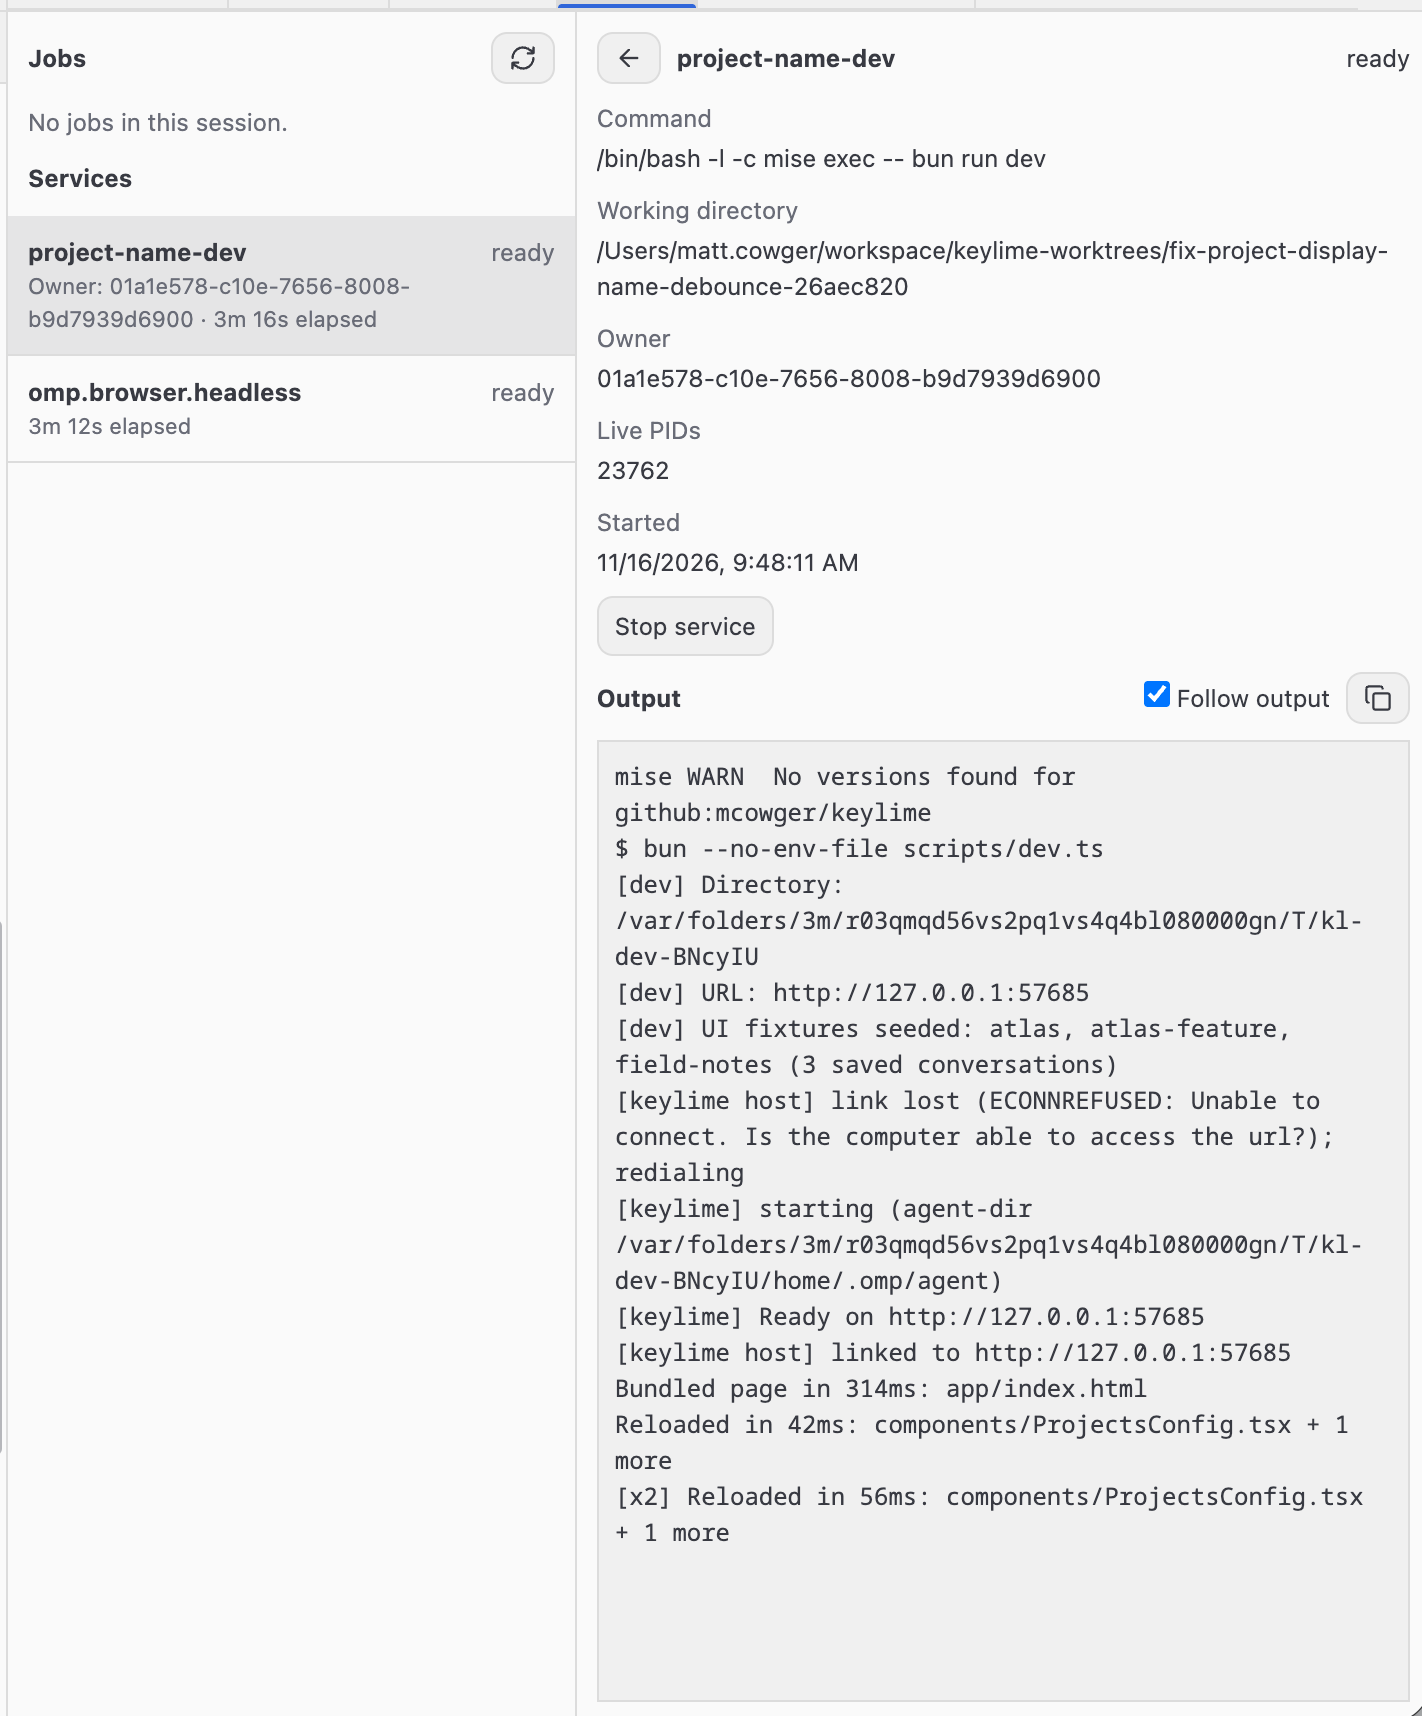 Jobs
No jobs in this session.
Services
project-name-dev ready
Owner: 01a1e578-c10e-7656-8008-
b9d7939d6900 · 3m 16s elapsed
omp.browser.headless ready
3m 12s elapsed
project-name-dev ready
Command
/bin/bash -l -c mise exec -- bun run dev
Working directory
/Users/matt.cowger/workspace/keylime-worktrees/fix-project-display-
name-debounce-26aec820
Owner
01a1e578-c10e-7656-8008-b9d7939d6900
Live PIDs
23762
Started
11/16/2026, 9:48:11 AM
Stop service
Output Follow output
mise WARN  No versions found for
github:mcowger/keylime
$ bun --no-env-file scripts/dev.ts
[dev] Directory:
/var/folders/3m/r03qmqd56vs2pq1vs4q4bl080000gn/T/kl-
dev-BNcyIU
[dev] URL: http://127.0.0.1:57685
[dev] UI fixtures seeded: atlas, atlas-feature,
field-notes (3 saved conversations)
[keylime host] link lost (ECONNREFUSED: Unable to
connect. Is the computer able to access the url?);
redialing
[keylime] starting (agent-dir
/var/folders/3m/r03qmqd56vs2pq1vs4q4bl080000gn/T/kl-
dev-BNcyIU/home/.omp/agent)
[keylime] Ready on http://127.0.0.1:57685
[keylime host] linked to http://127.0.0.1:57685
Bundled page in 314ms: app/index.html
Reloaded in 42ms: components/ProjectsConfig.tsx + 1
more
[x2] Reloaded in 56ms: components/ProjectsConfig.tsx
+ 1 more